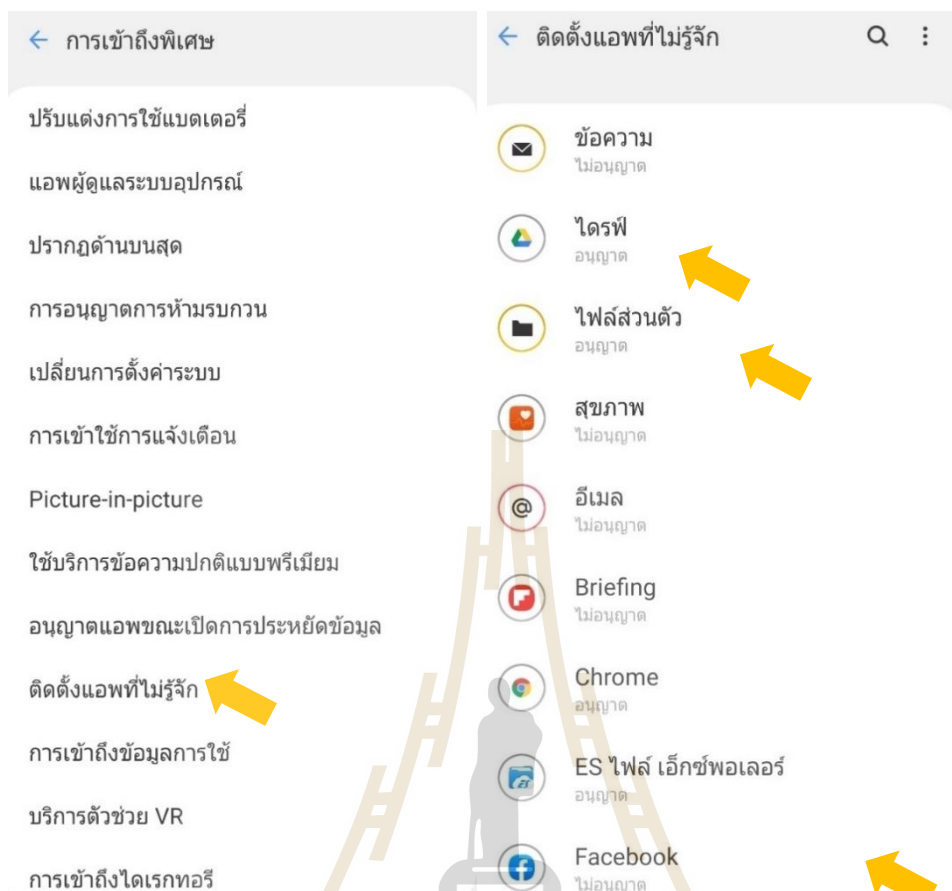 การเข้าถึงพิเศษ
ปรับแต่งการใช้แบตเตอรี่
แอพผู้ดูแลระบบอุปกรณ์
ปรากฏด้านบนสุด
การอนุญาตการห้ามรบกวน
เปลี่ยนการตั้งค่าระบบ
การเข้าใช้การแจ้งเตือน
Picture-in-picture
ใช้บริการข้อความปกติแบบพรีเมียม
อนุญาตแอพขณะเปิดการประหยัดข้อมูล
ติดตั้งแอพที่ไม่รู้จัก
การเข้าถึงข้อมูลการใช้
บริการตัวช่วย VR
การเข้าถึงไดเรกทอรี
ติดตั้งแอพที่ไม่รู้จัก
ข้อความ
ไม่อนุญาต
ไดรฟ์
อนุญาต
ไฟล์ส่วนตัว
อนุญาต
สุขภาพ
ไม่อนุญาต
อีเมล
ไม่อนุญาต
Briefing
ไม่อนุญาต
Chrome
อนุญาต
ES ไฟล์ เอ็กซ์พอเลอร์
อนุญาต
Facebook
ไม่อนุญาต